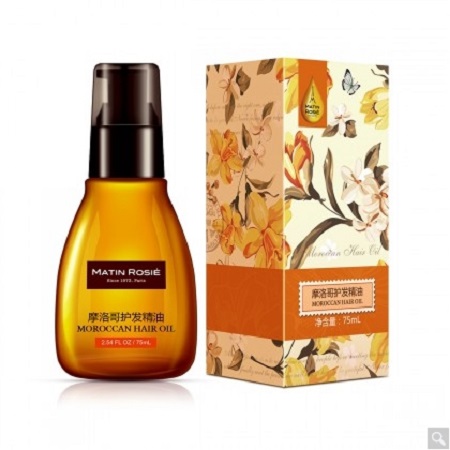 MATIN ROSIÉ
Since 1973, Paris
摩洛哥护发精油
MOROCCAN HAIR OIL
2.54 FL OZ / 75mL
MATIN
ROSIÉ
Moroccan Hair Oil
摩洛哥护发精油
MOROCCAN HAIR OIL
净含量：75mL